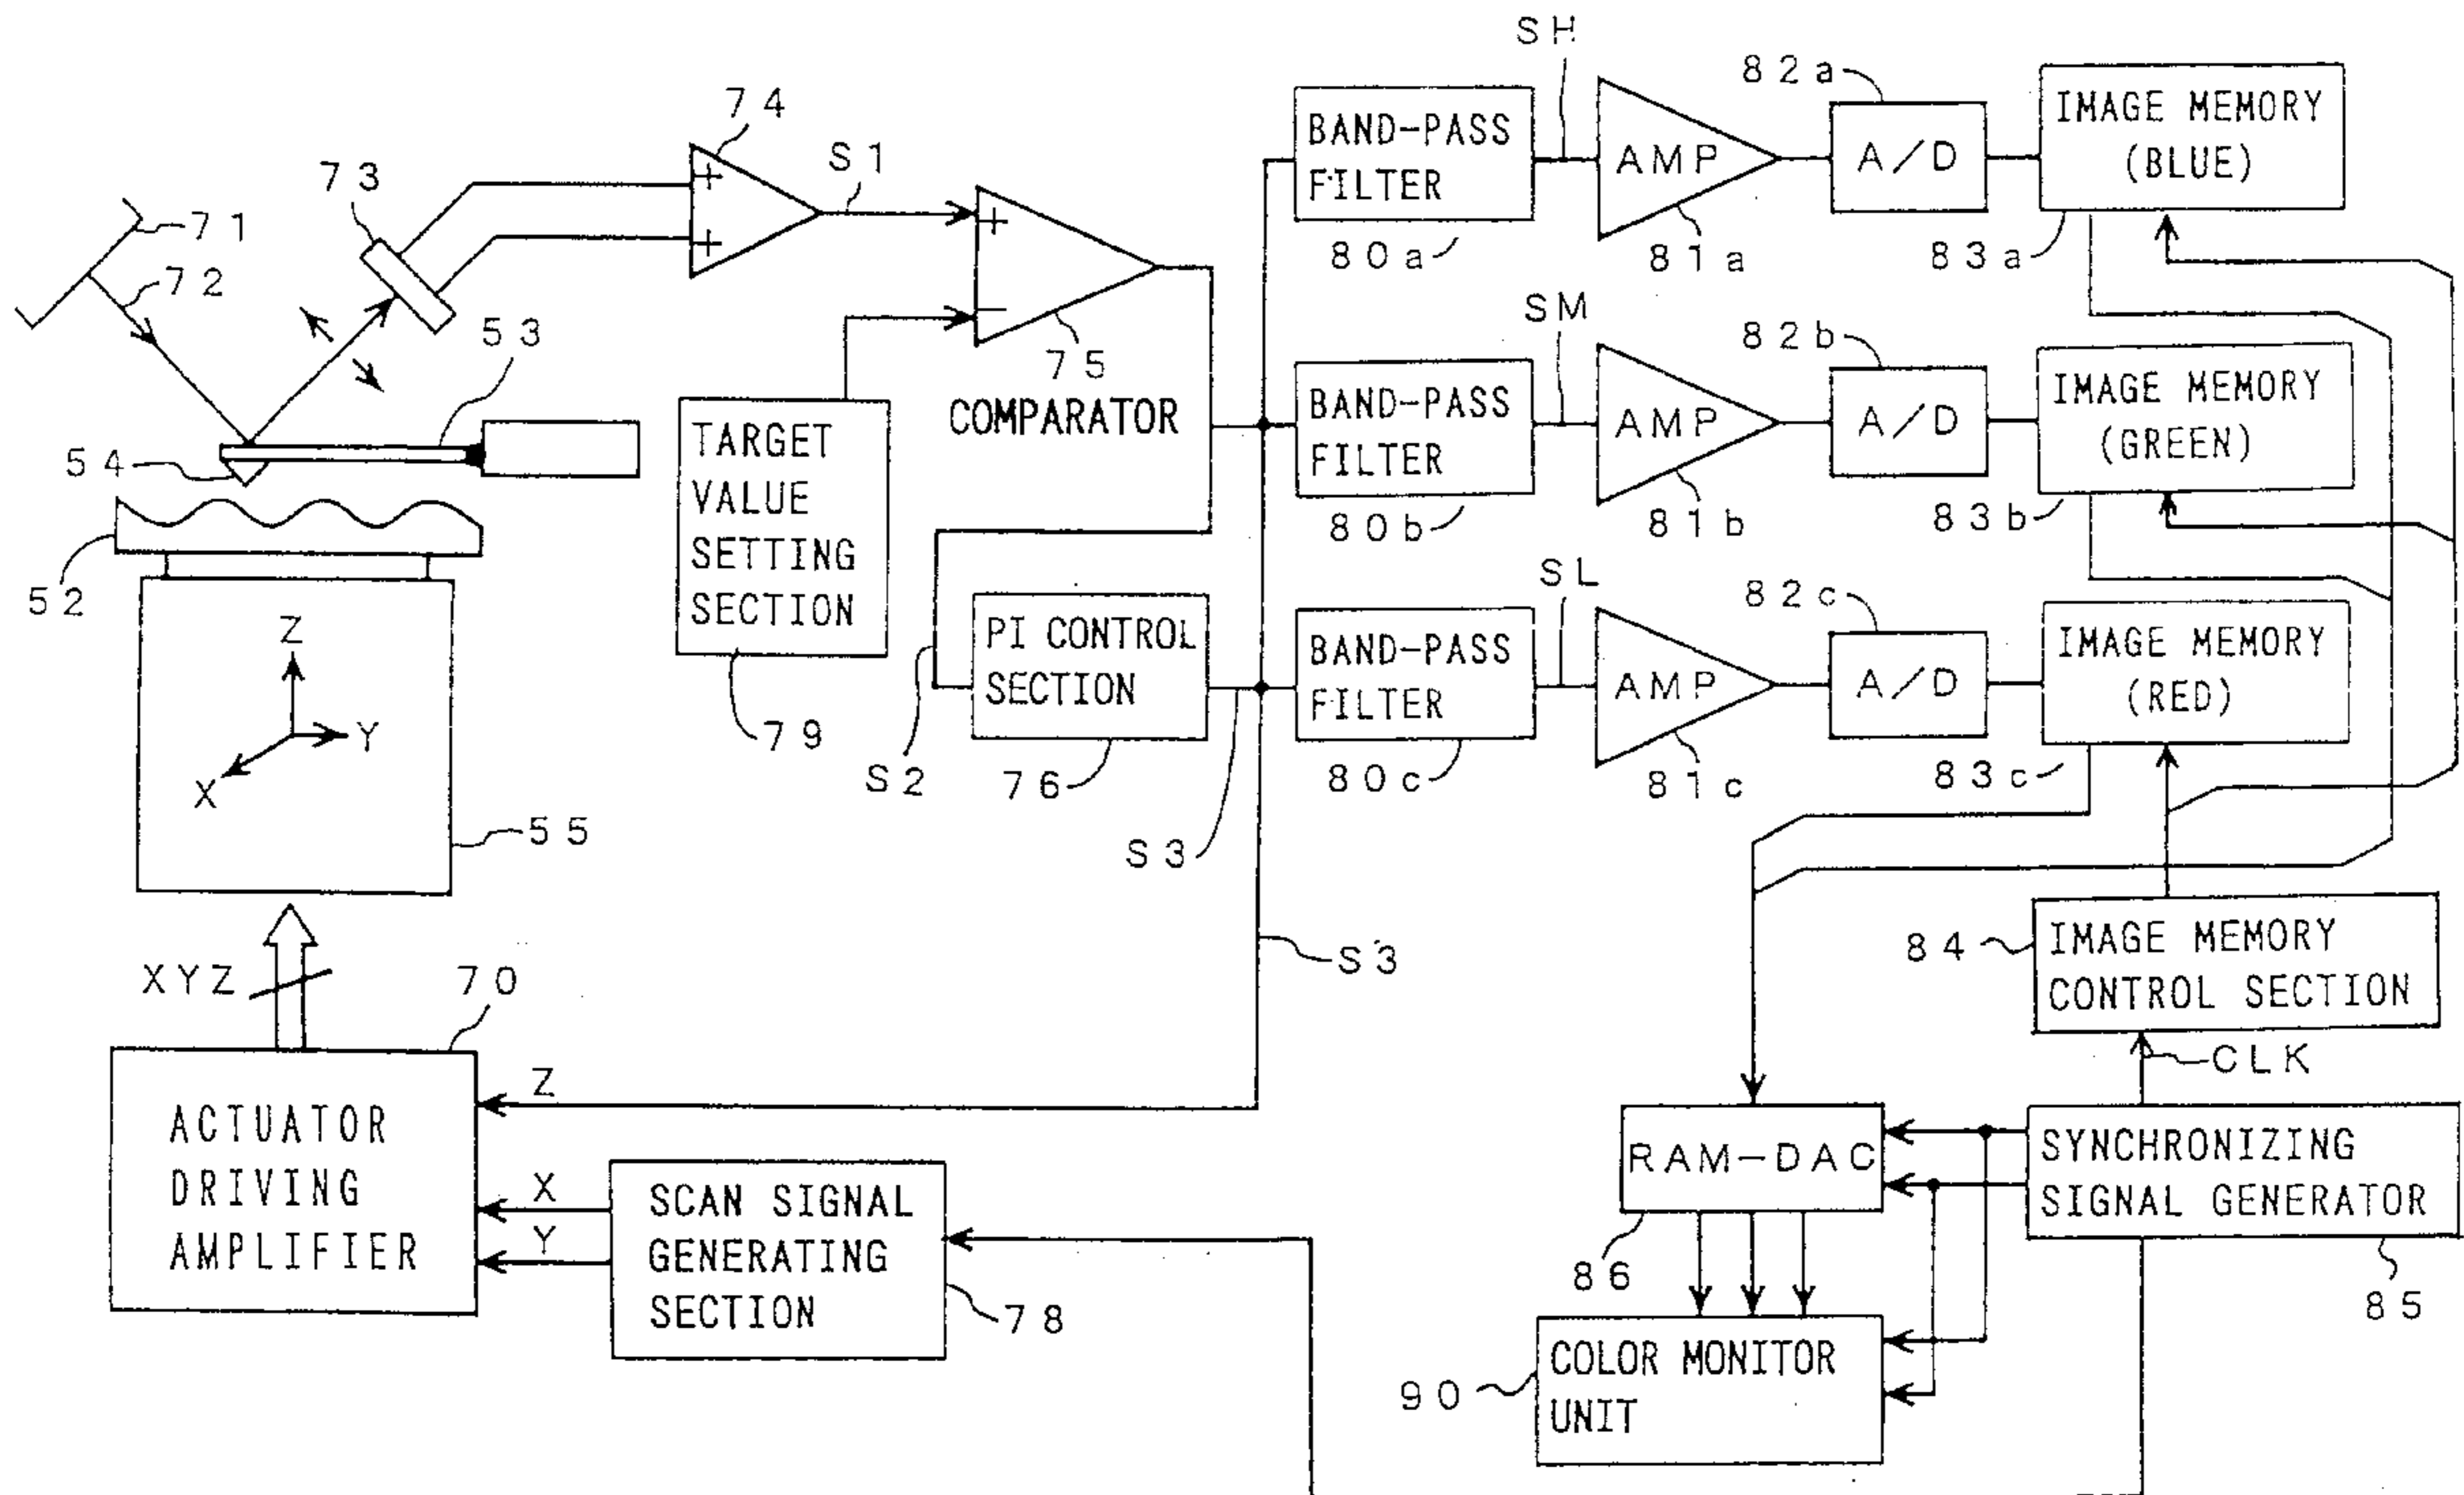 SH
82a
IMAGE MEMORY
(BLUE)
74
S1
BAND-PASS
FILTER
AMP
A/D
73
71
72
80a
81a
83a
53
SM
82b
75
COMPARATOR
IMAGE MEMORY
(GREEN)
BAND-PASS
FILTER
AMP
A/D
TARGET
VALUE
SETTING
SECTION
54
80b
81b
83b
52
SL
82c
PI CONTROL
SECTION
BAND-PASS
FILTER
AMP
A/D
IMAGE MEMORY
(RED)
Z
Y
X
79
S2
76
80c
81c
83c
55
S3
84
IMAGE MEMORY
CONTROL SECTION
S3
XYZ
70
CLK
Z
ACTUATOR
DRIVING
AMPLIFIER
RAM-DAC
SYNCHRONIZING
SIGNAL GENERATOR
X
Y
SCAN SIGNAL
GENERATING
SECTION
86
85
78
COLOR MONITOR
UNIT
90